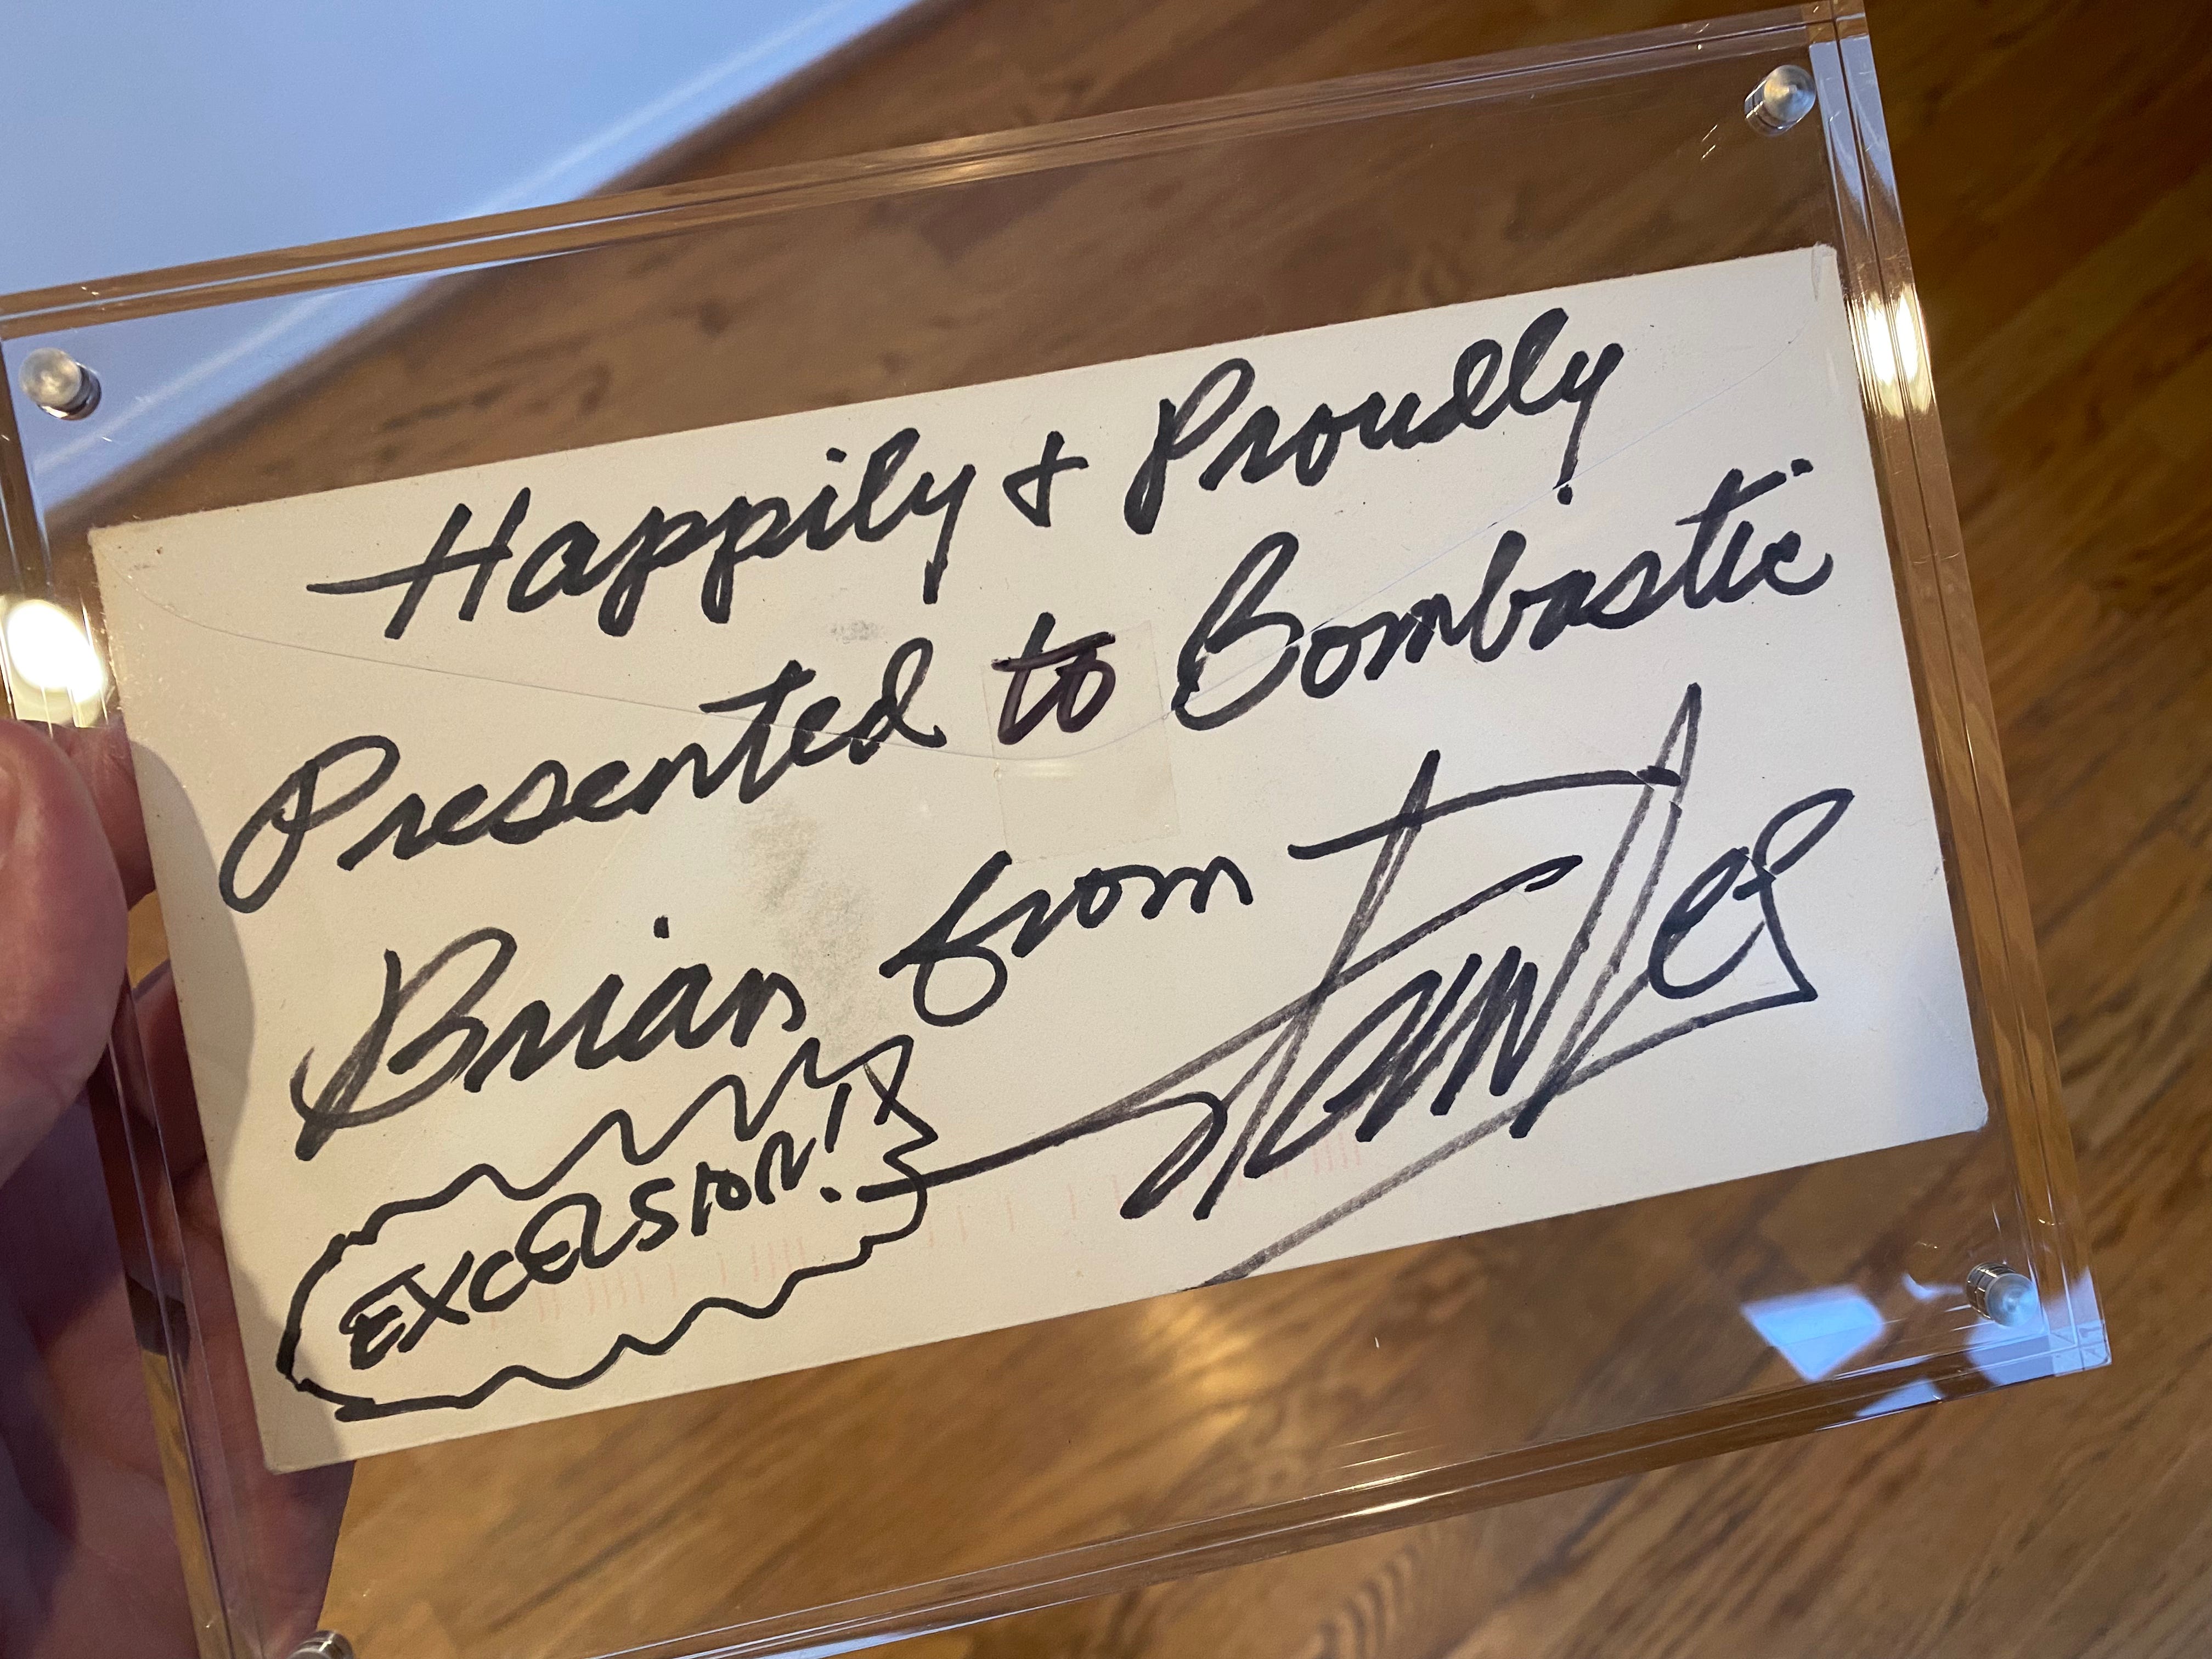 Happily & Proudly
Presented to Bombastic
Brian from Stan Lee
EXCELSIOR!!